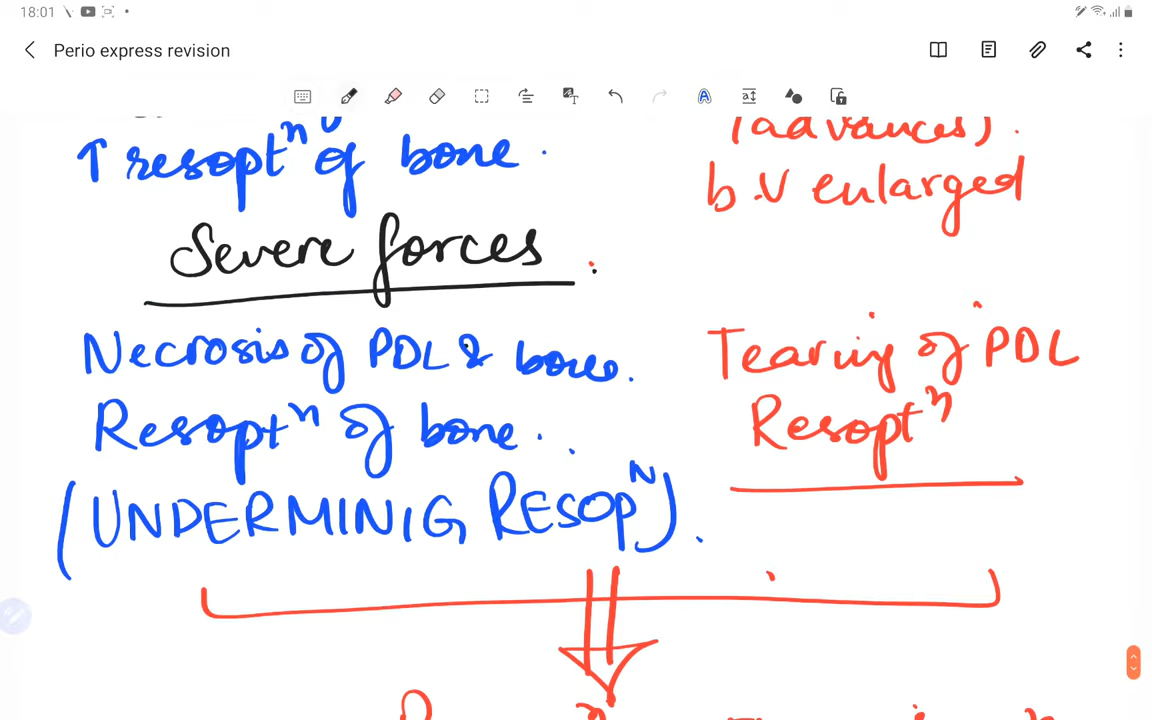 18:01
Perio express revision
↑ resoptⁿ of bone.
(advances).
b.v enlarged
Severe forces.
Necrosis of PDL & bone.
Tearing of PDL
Resoptⁿ of bone.
Resoptⁿ
(UNDERMINIG RESOPᴺ).